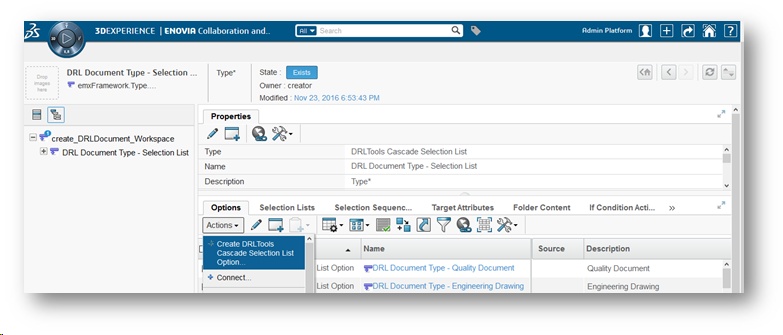 3DEXPERIENCE | ENOVIA Collaboration and..
All
Search
Admin Platform
Drop
images
here
DRL Document Type - Selection ...
emxFramework.Type....
Type*
State : Exists
Owner : creator
Modified : Nov 23, 2016 6:53:43 PM
create_DRLDocument_Workspace
DRL Document Type - Selection List
Properties
Type DRLTools Cascade Selection List
Name DRL Document Type - Selection List
Description Type*
Options Selection Lists Selection Sequenc... Target Attributes Folder Content If Condition Acti... »
Actions
Create DRLTools
Cascade Selection List
Option...
Connect...
Name Source Description
List Option DRL Document Type - Quality Document Quality Document
List Option DRL Document Type - Engineering Drawing Engineering Drawing